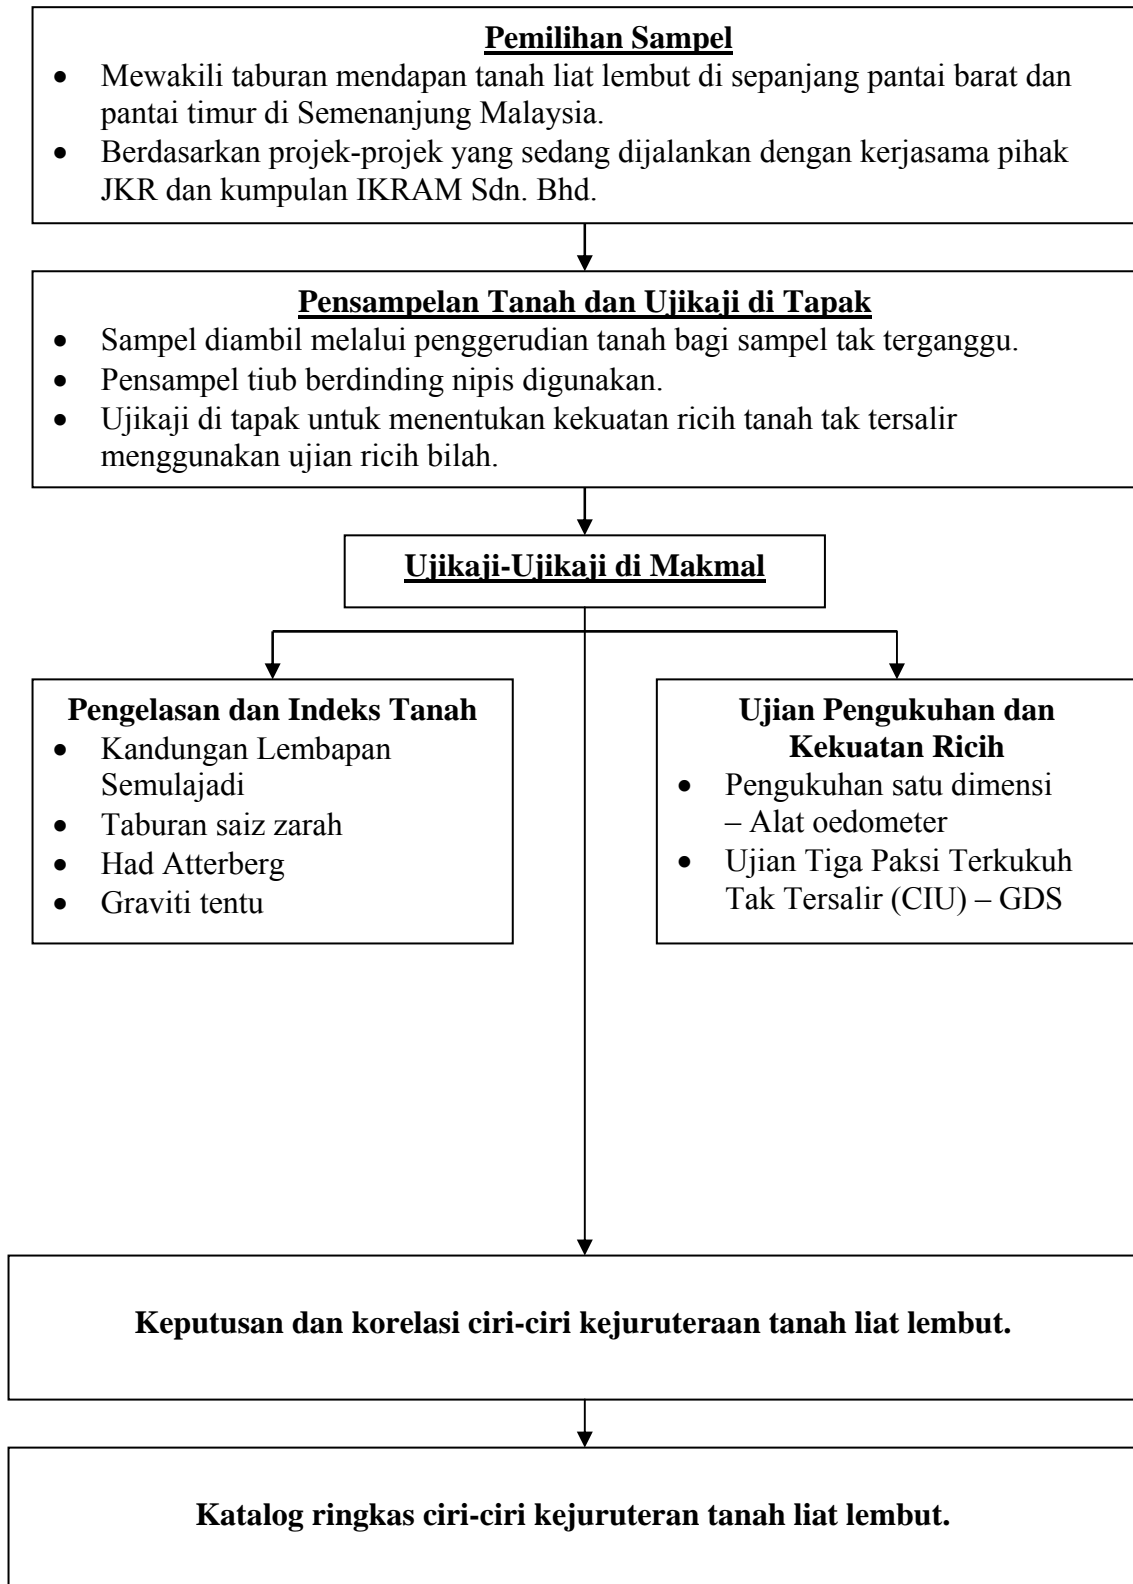 Pemilihan Sampel
• Mewakili taburan mendapan tanah liat lembut di sepanjang pantai barat dan
pantai timur di Semenanjung Malaysia.
• Berdasarkan projek-projek yang sedang dijalankan dengan kerjasama pihak
JKR dan kumpulan IKRAM Sdn. Bhd.
Pensampelan Tanah dan Ujikaji di Tapak
• Sampel diambil melalui penggerudian tanah bagi sampel tak terganggu.
• Pensampel tiub berdinding nipis digunakan.
• Ujikaji di tapak untuk menentukan kekuatan ricih tanah tak tersalir
menggunakan ujian ricih bilah.
Ujikaji-Ujikaji di Makmal
Pengelasan dan Indeks Tanah
• Kandungan Lembapan
Semulajadi
• Taburan saiz zarah
• Had Atterberg
• Graviti tentu
Ujian Pengukuhan dan
Kekuatan Ricih
• Pengukuhan satu dimensi
– Alat oedometer
• Ujian Tiga Paksi Terkukuh
Tak Tersalir (CIU) – GDS
Keputusan dan korelasi ciri-ciri kejuruteraan tanah liat lembut.
Katalog ringkas ciri-ciri kejuruteran tanah liat lembut.